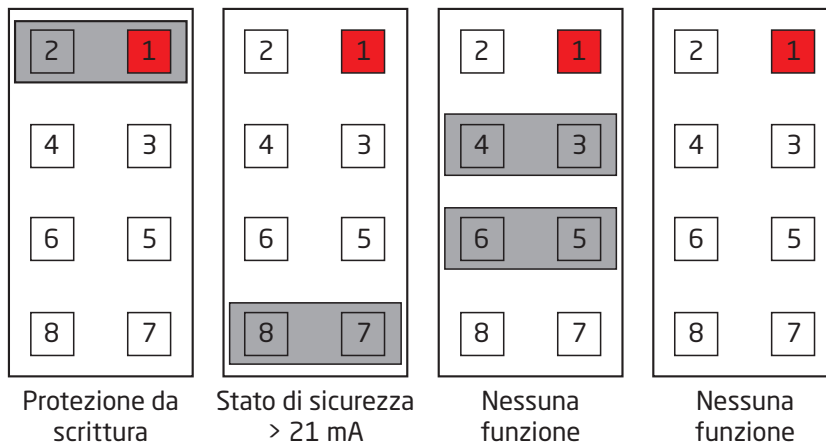 2 1 2 1 2 1 2 1
4 3 4 3 4 3 4 3
6 5 6 5 6 5 6 5
8 7 8 7 8 7 8 7
Protezione da Stato di sicurezza Nessuna Nessuna
scrittura > 21 mA funzione funzione